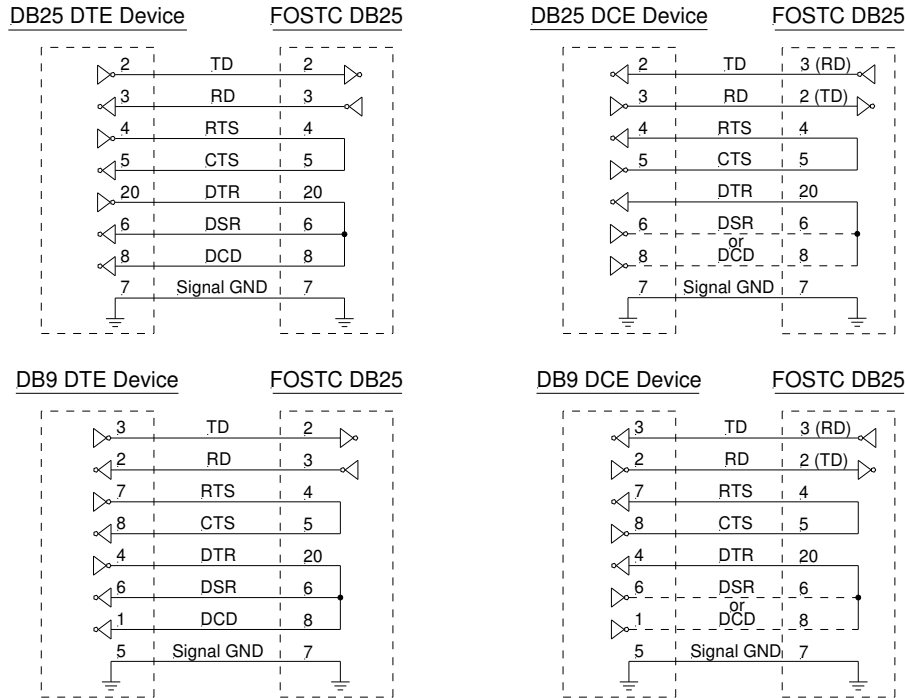 DB25 DTE Device FOSTC DB25
2 TD 2
3 RD 3
4 RTS 4
5 CTS 5
20 DTR 20
6 DSR 6
8 DCD 8
7 Signal GND 7
DB25 DCE Device FOSTC DB25
2 TD 3 (RD)
3 RD 2 (TD)
4 RTS 4
5 CTS 5
DTR 20
6 DSR 6
or
8 DCD 8
7 Signal GND 7
DB9 DTE Device FOSTC DB25
3 TD 2
2 RD 3
7 RTS 4
8 CTS 5
4 DTR 20
6 DSR 6
1 DCD 8
5 Signal GND 7
DB9 DCE Device FOSTC DB25
3 TD 3 (RD)
2 RD 2 (TD)
7 RTS 4
8 CTS 5
4 DTR 20
6 DSR 6
or
1 DCD 8
5 Signal GND 7